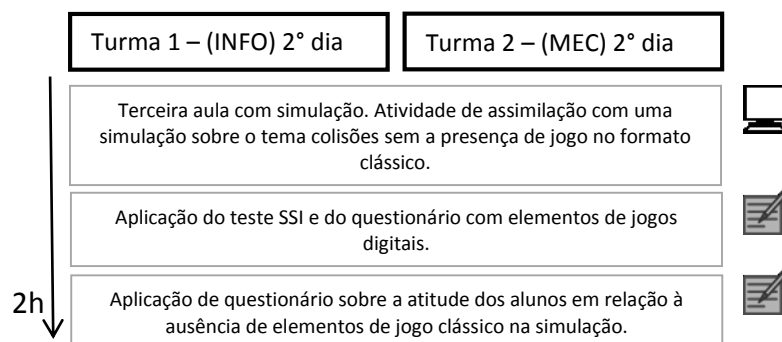 Turma 1 – (INFO) 2° dia
Turma 2 – (MEC) 2° dia
Terceira aula com simulação. Atividade de assimilação com uma
simulação sobre o tema colisões sem a presença de jogo no formato
clássico.
Aplicação do teste SSI e do questionário com elementos de jogos
digitais.
2h
Aplicação de questionário sobre a atitude dos alunos em relação à
ausência de elementos de jogo clássico na simulação.